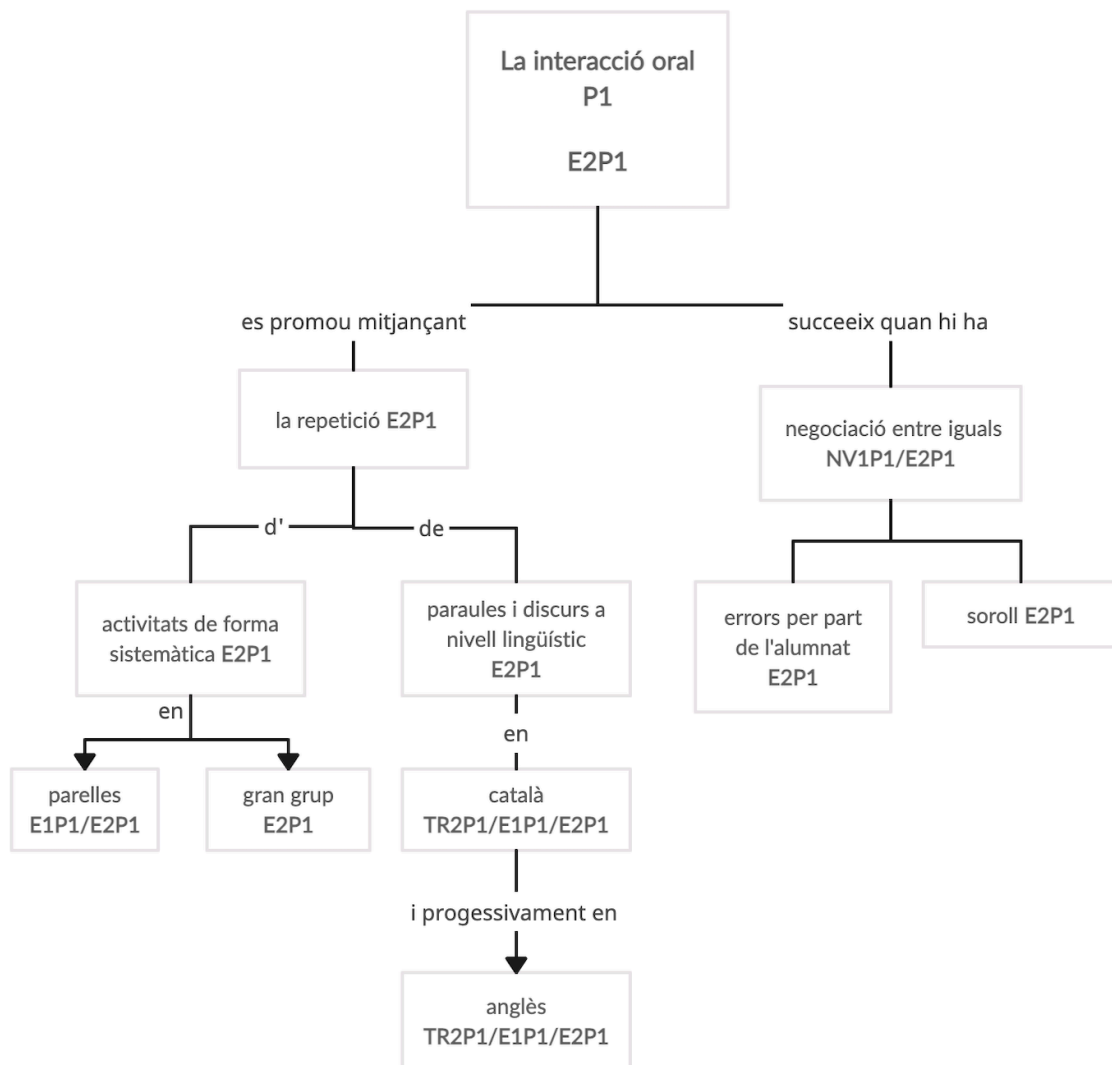 La interacció oral
P1
E2P1
es promou mitjançant
succeeix quan hi ha
la repetició E2P1
negociació entre iguals
NV1P1/E2P1
d'
de
activitats de forma
sistemàtica E2P1
paraules i discurs a
nivell lingüístic
E2P1
errors per part
de l'alumnat
E2P1
soroll E2P1
en
en
parelles
E1P1/E2P1
gran grup
E2P1
català
TR2P1/E1P1/E2P1
i progessivament en
anglès
TR2P1/E1P1/E2P1